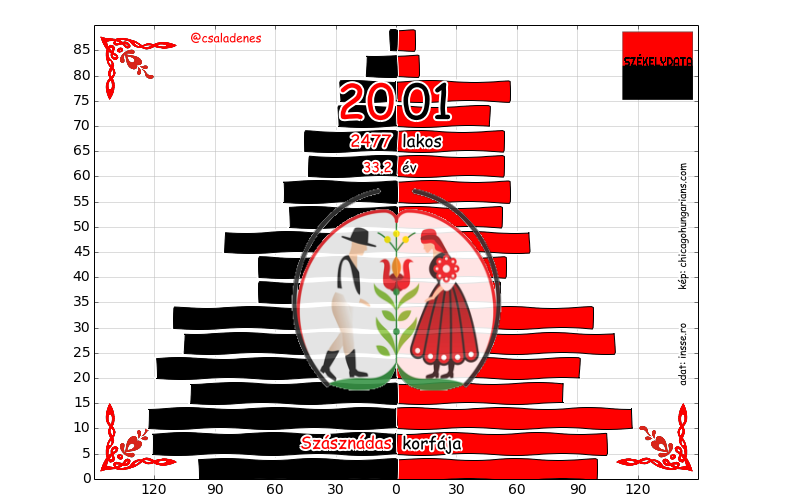 @csaladenes
SZÉKELYDATA
2001
2477 lakos
33.2 év
kép: chicagohungarians.com
adat: insse.ro
Szásznádas korfája
85
80
75
70
65
60
55
50
45
40
35
30
25
20
15
10
5
0
120 90 60 30 0 30 60 90 120